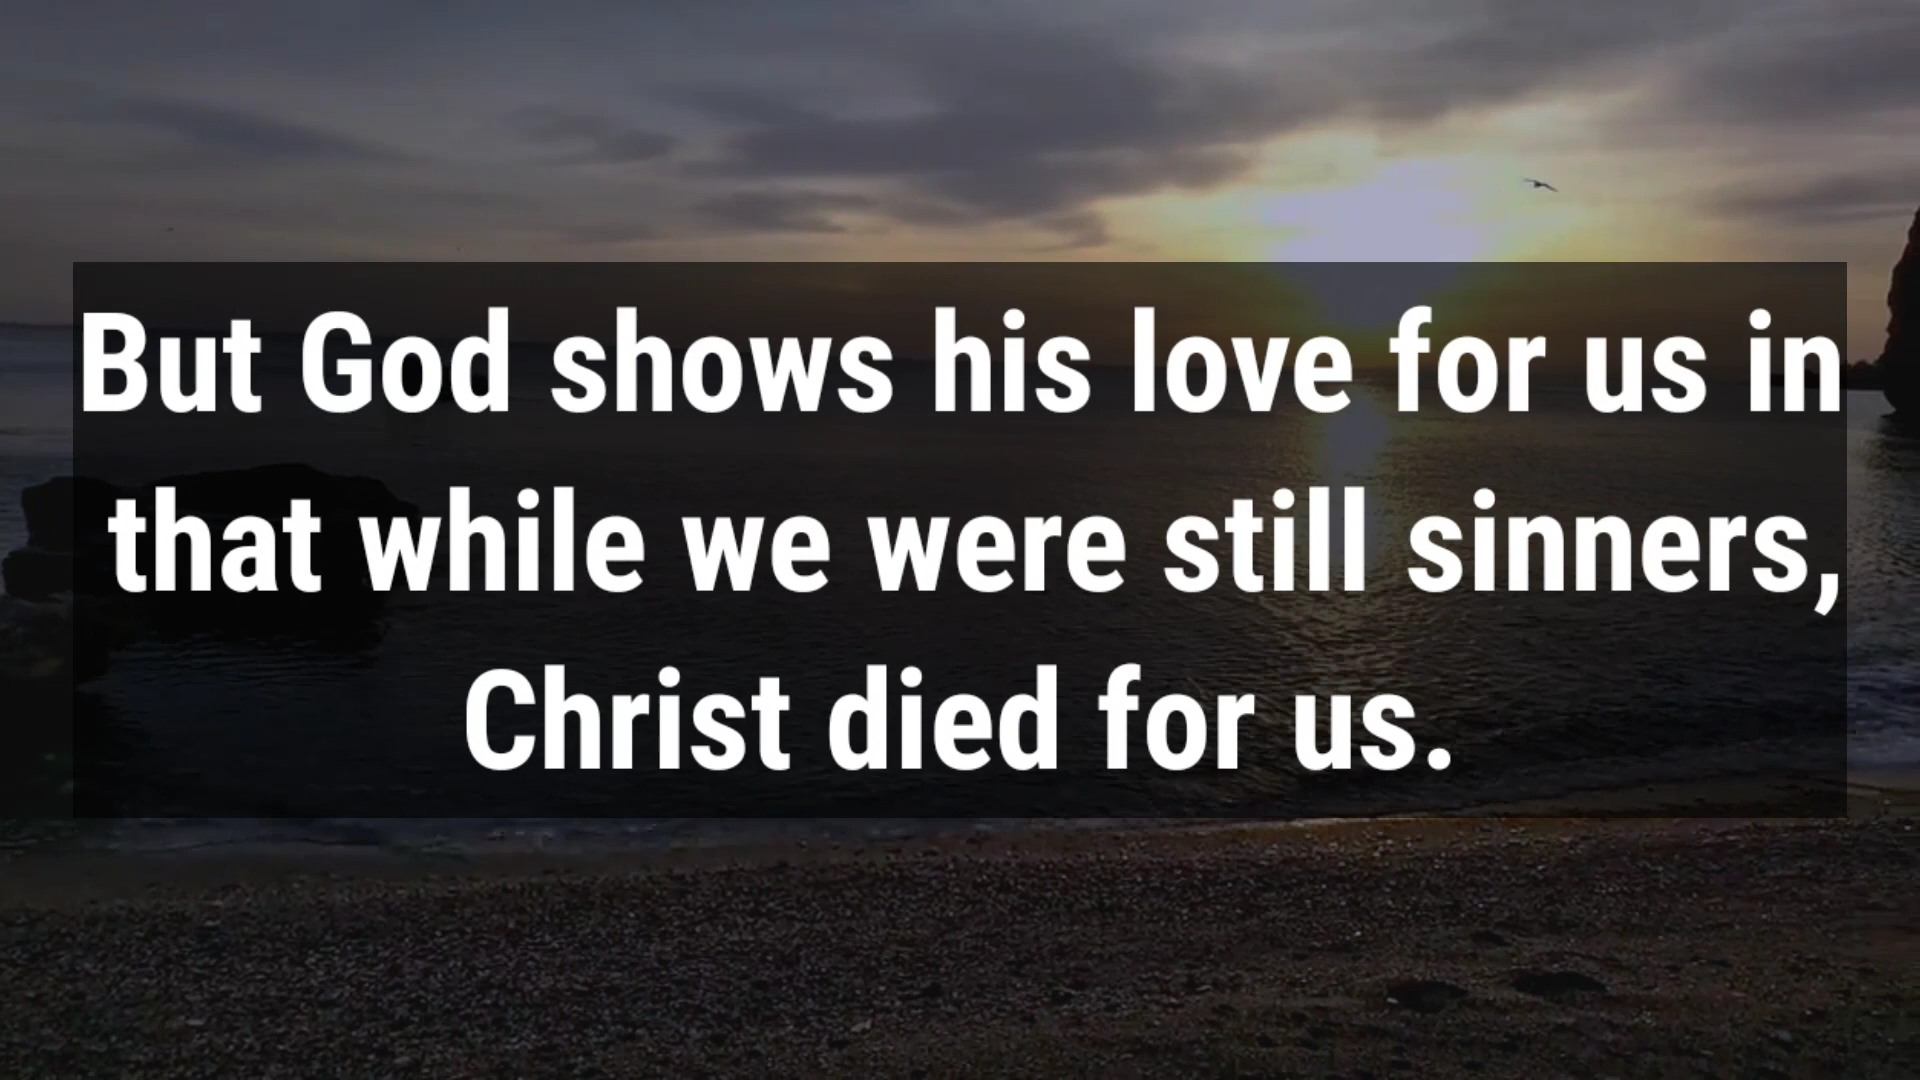 But God shows his love for us in
that while we were still sinners,
Christ died for us.